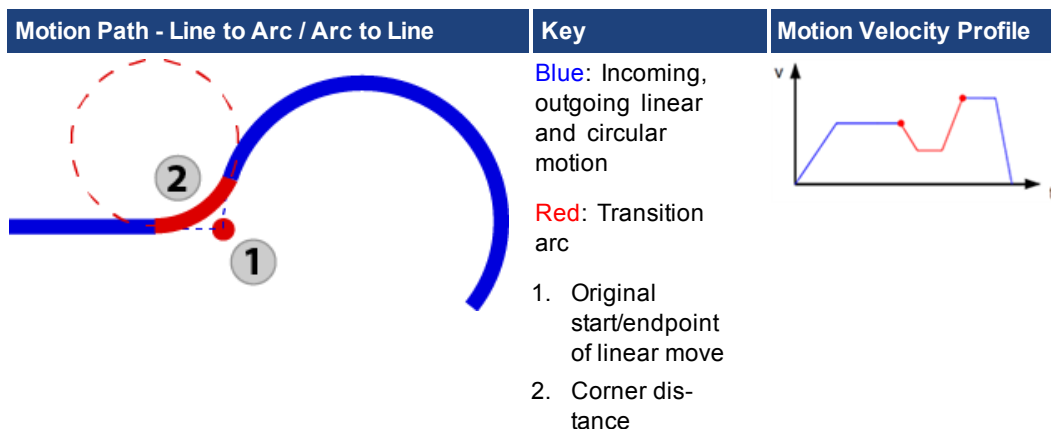 Motion Path - Line to Arc / Arc to Line
Key
Motion Velocity Profile
2
1
Blue: Incoming,
outgoing linear
and circular
motion
Red: Transition
arc
1. Original
start/endpoint
of linear move
2. Corner dis-
tance
v
t